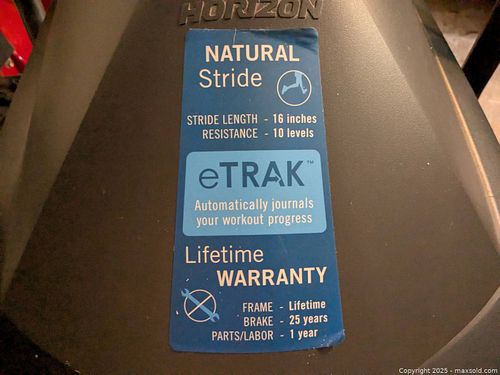 HORIZON
NATURAL
Stride
STRIDE LENGTH - 16 inches
RESISTANCE - 10 levels
eTRAK™
Automatically journals
your workout progress
Lifetime
WARRANTY
FRAME - Lifetime
BRAKE - 25 years
PARTS/LABOR - 1 year
Copyright 2025 - maxsold.com